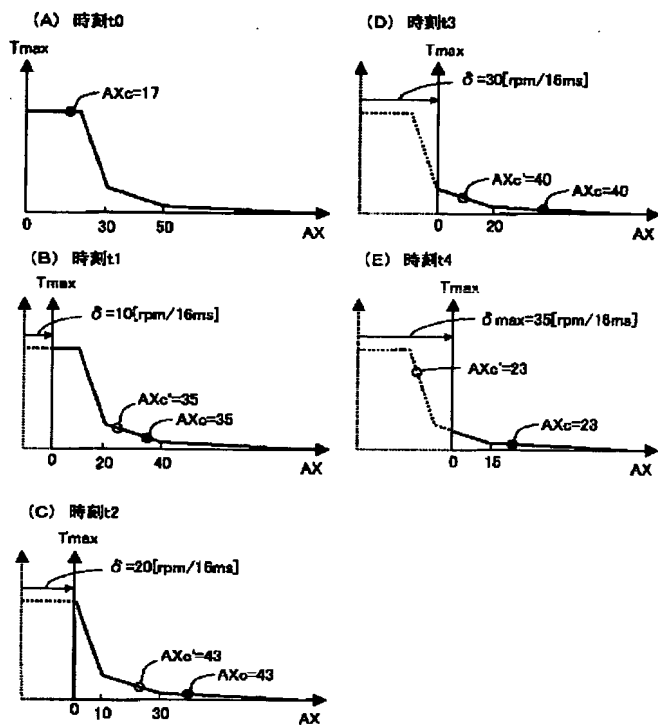 (A) 時刻t0
Tmax
AXc=17
0 30 50 AX
(B) 時刻t1
Tmax
δ=10[rpm/16ms]
AXc'=35
AXc=35
0 20 40 AX
(C) 時刻t2
Tmax
δ=20[rpm/16ms]
AXc'=43
AXc=43
0 10 30 AX
(D) 時刻t3
Tmax
δ=30[rpm/16ms]
AXc'=40
AXc=40
0 20 AX
(E) 時刻t4
Tmax
δmax=35[rpm/16ms]
AXc'=23
AXc=23
0 15 AX